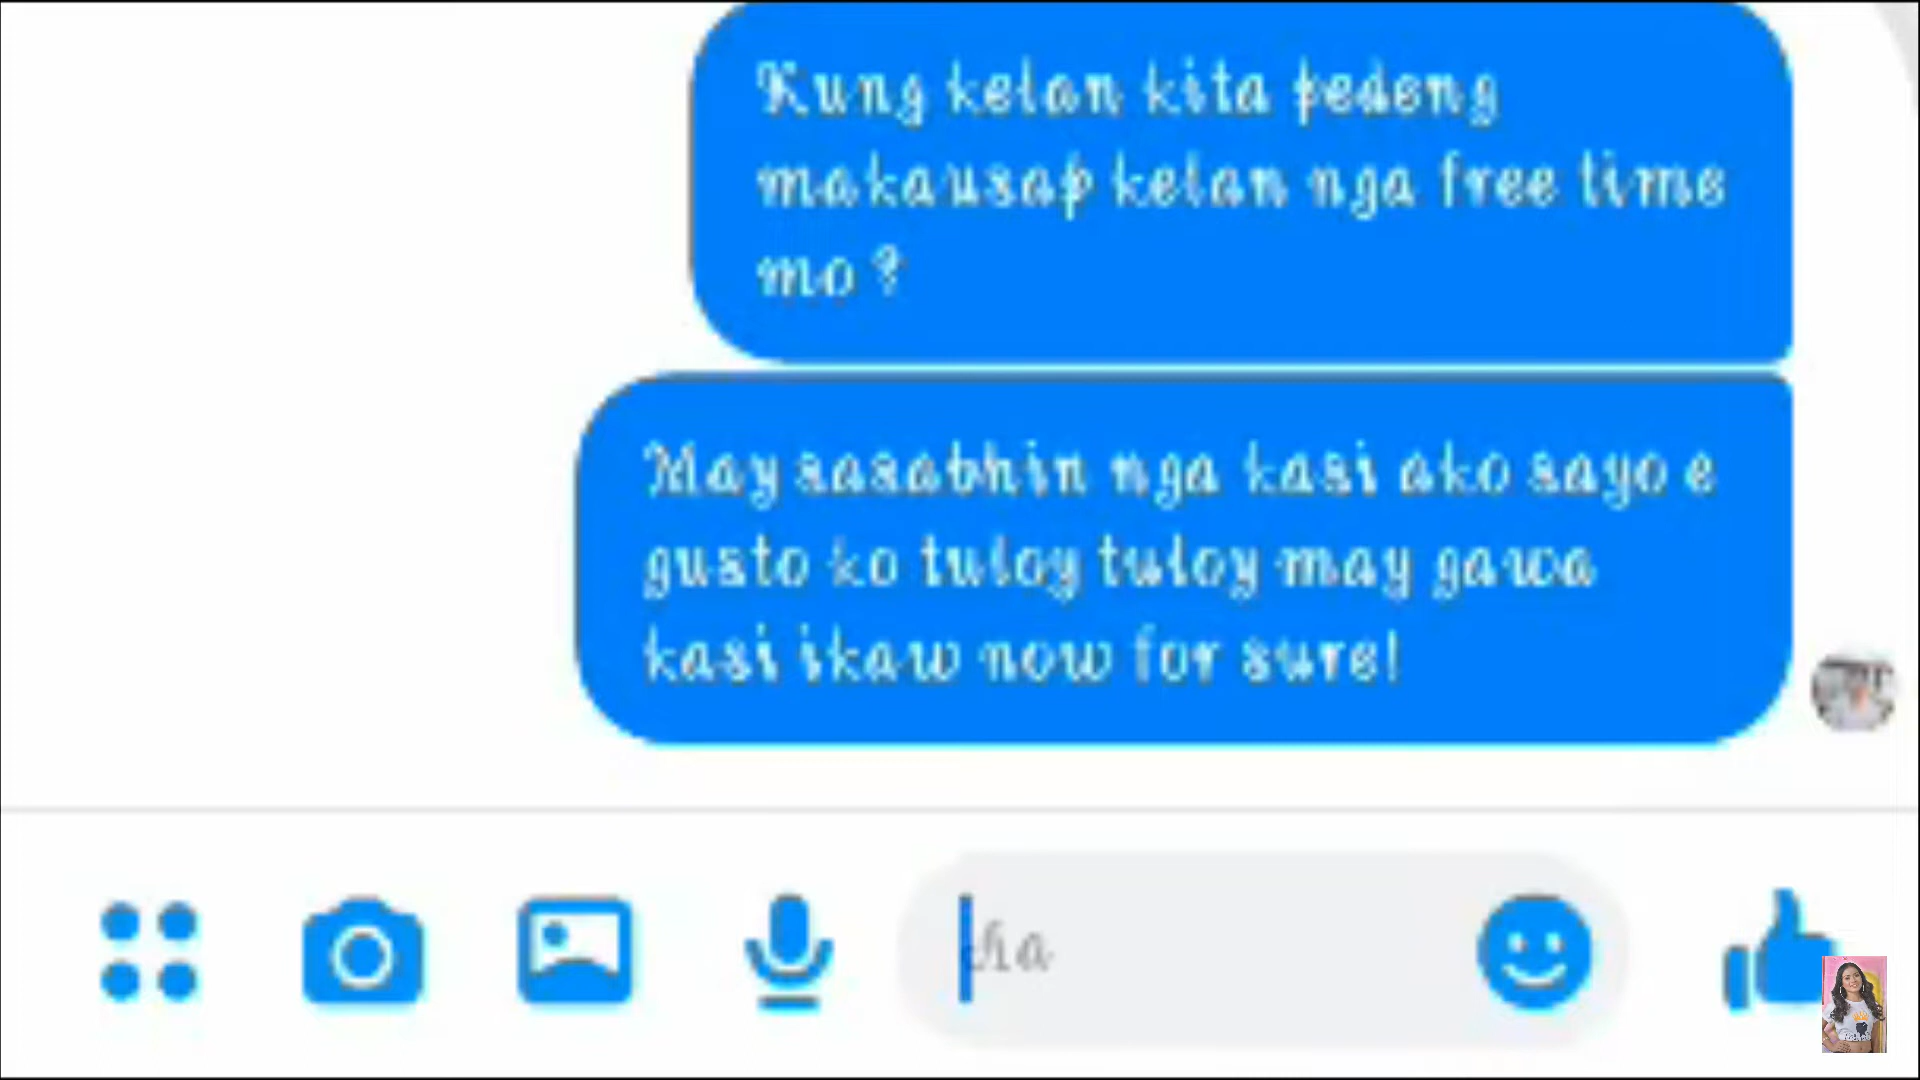 Kung kelan kita pedeng
makausap kelan nga free time
mo ?
May sasabhin nga kasi ako sayo e
gusto ko tuloy tuloy may gawa
kasi ikaw now for sure!
Aa